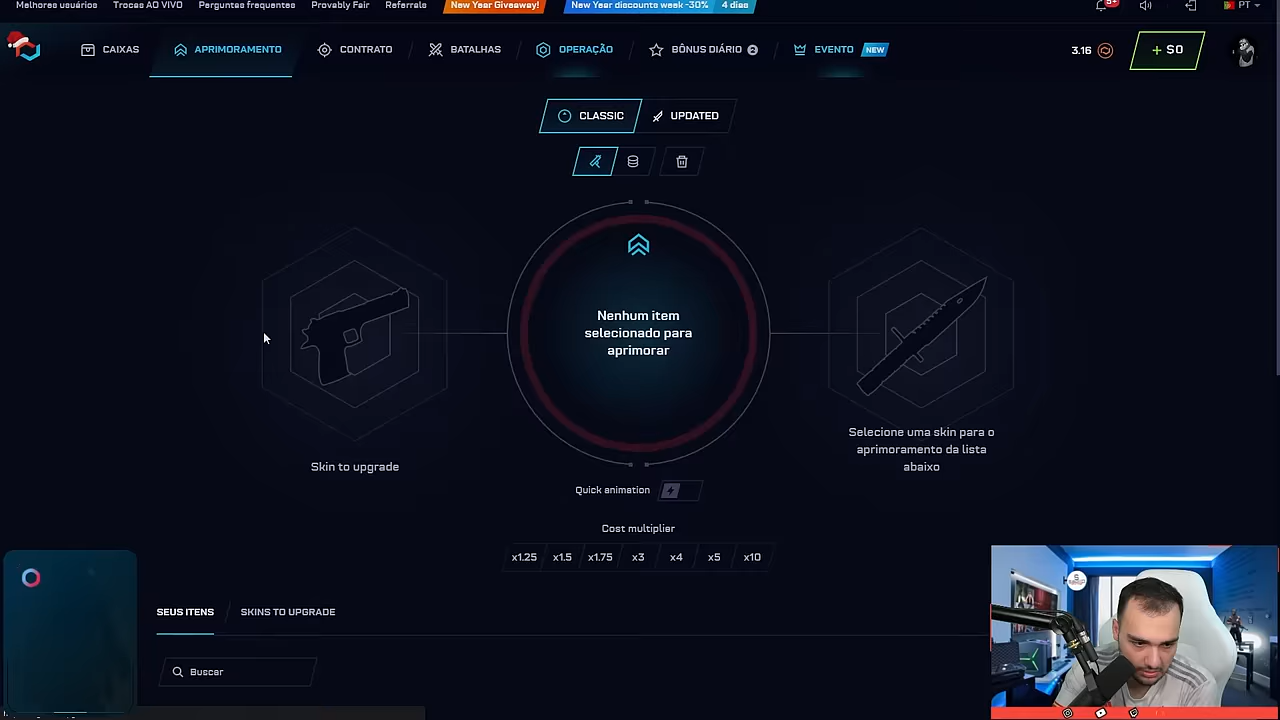 Melhores usuários Trocas AO VIVO Perguntas frequentes Provably Fair Referrals New Year Giveaway! New Year discounts week -30% 4 dias 5+ PT
CAIXAS APRIMORAMENTO CONTRATO BATALHAS OPERAÇÃO BÔNUS DIÁRIO 2 EVENTO NEW 3.16 + $0
CLASSIC UPDATED
Nenhum item
selecionado para
aprimorar
Skin to upgrade
Selecione uma skin para o
aprimoramento da lista
abaixo
Quick animation
Cost multiplier
x1.25 x1.5 x1.75 x3 x4 x5 x10
SEUS ITENS SKINS TO UPGRADE
Buscar